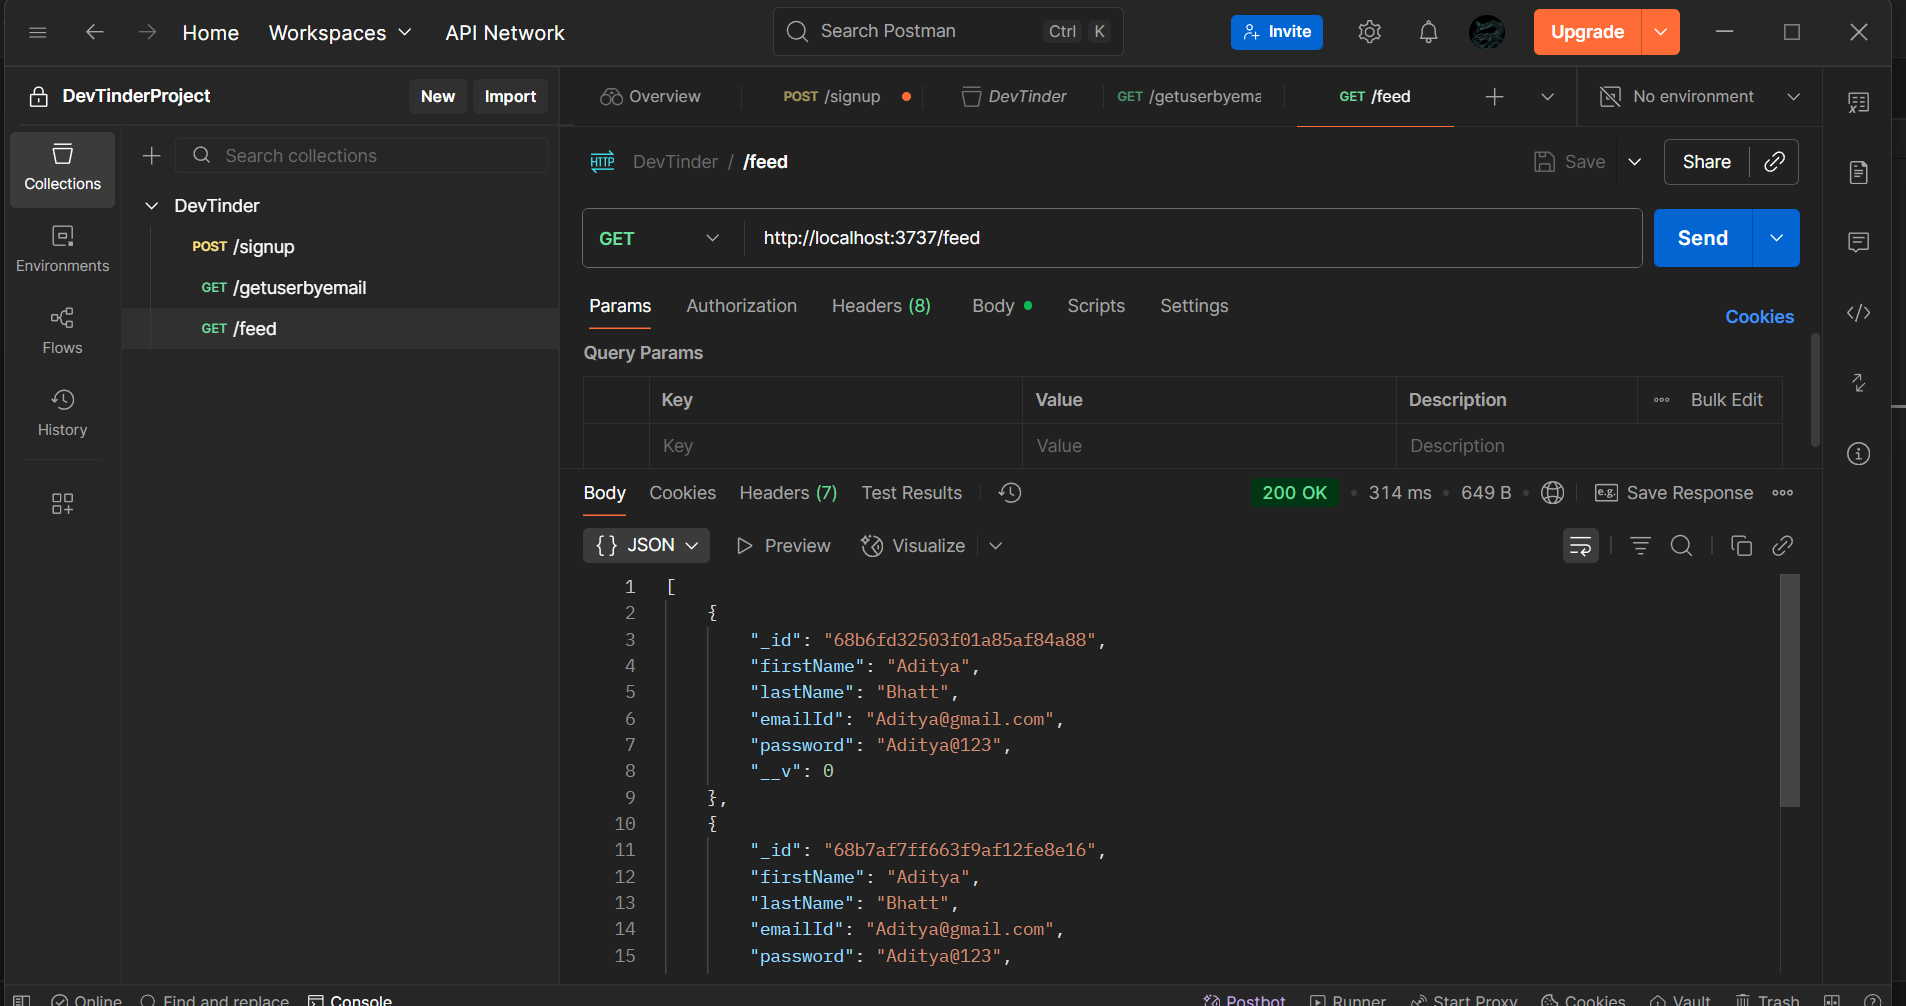 Home Workspaces API Network Search Postman Ctrl K Invite Upgrade
DevTinderProject New Import
Overview POST /signup DevTinder GET /getuserbyema GET /feed No environment
Collections
Environments
Flows
History
Search collections
DevTinder
POST /signup
GET /getuserbyemail
GET /feed
HTTP DevTinder / /feed Save Share
GET http://localhost:3737/feed Send
Params Authorization Headers (8) Body Scripts Settings Cookies
Query Params
Key Value Description Bulk Edit
Key Value Description
Body Cookies Headers (7) Test Results 200 OK • 314 ms • 649 B • e.g. Save Response
{} JSON Preview Visualize
1 [
2 {
3 "_id": "68b6fd32503f01a85af84a88",
4 "firstName": "Aditya",
5 "lastName": "Bhatt",
6 "emailId": "Aditya@gmail.com",
7 "password": "Aditya@123",
8 "__v": 0
9 },
10 {
11 "_id": "68b7af7ff663f9af12fe8e16",
12 "firstName": "Aditya",
13 "lastName": "Bhatt",
14 "emailId": "Aditya@gmail.com",
15 "password": "Aditya@123",
Online Find and replace Console Postbot Runner Start Proxy Cookies Vault Trash